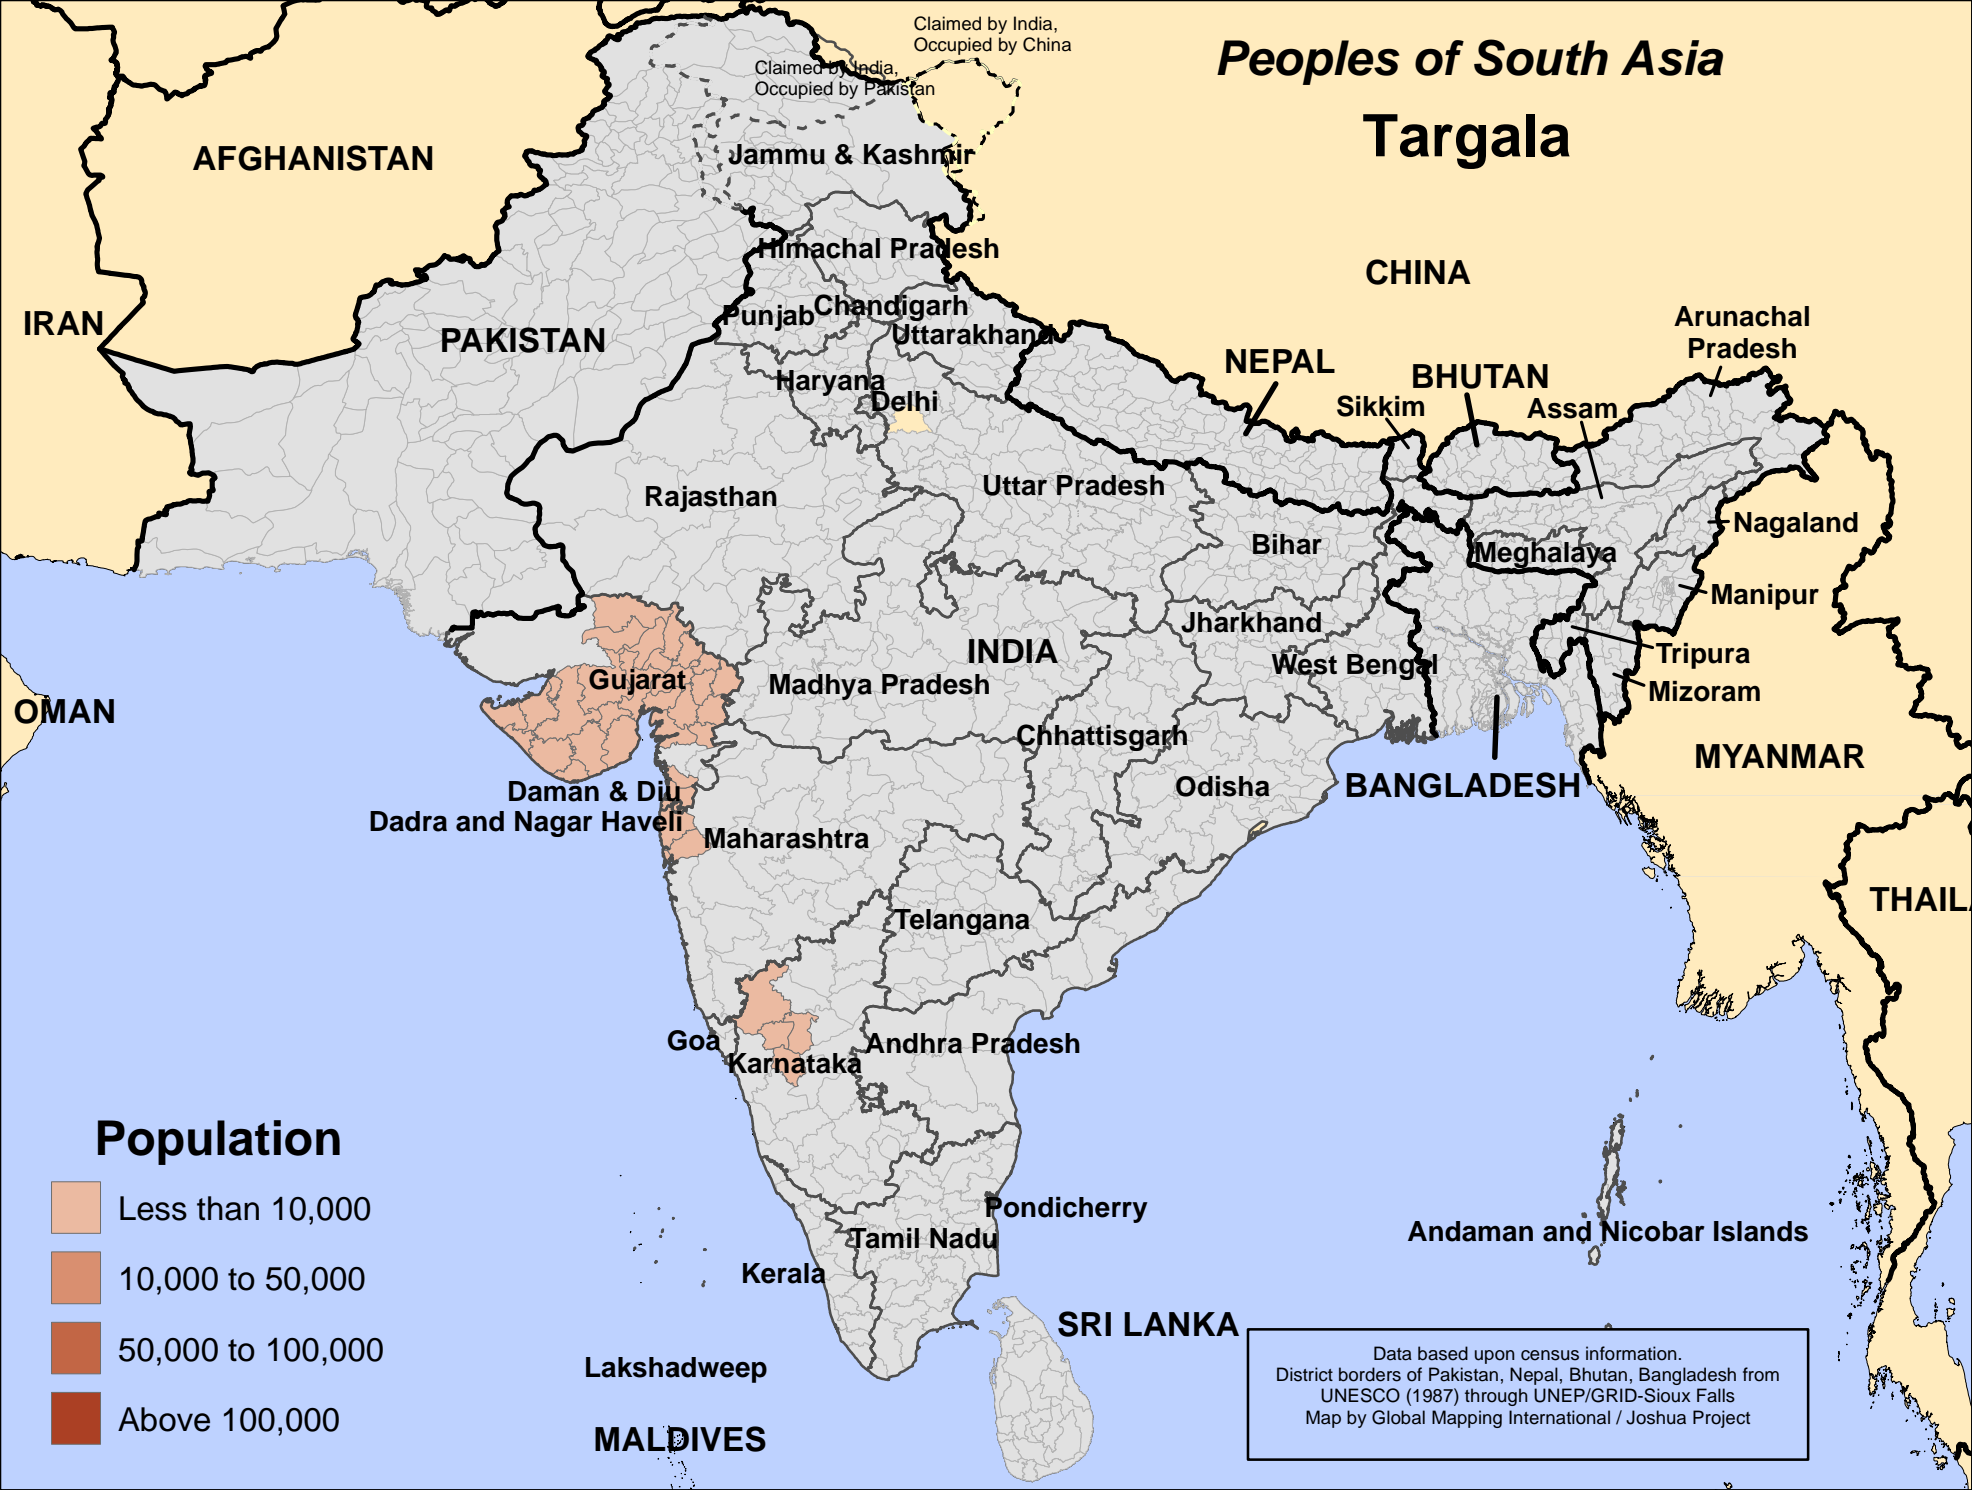 Claimed by India,
Occupied by China
Peoples of South Asia
Targala
Claimed by India,
Occupied by Pakistan
AFGHANISTAN
Jammu & Kashmir
Himachal Pradesh
CHINA
IRAN
PAKISTAN
Punjab
Chandigarh
Uttarakhand
Arunachal
Pradesh
NEPAL
BHUTAN
Haryana
Delhi
Sikkim
Assam
Rajasthan
Uttar Pradesh
Nagaland
Bihar
Meghalaya
Manipur
Jharkhand
INDIA
Tripura
West Bengal
Gujarat
Madhya Pradesh
Mizoram
OMAN
Chhattisgarh
MYANMAR
Odisha
BANGLADESH
Daman & Diu
Dadra and Nagar Haveli
Maharashtra
THAILA
Telangana
Goa
Karnataka
Andhra Pradesh
Population
Less than 10,000
10,000 to 50,000
50,000 to 100,000
Above 100,000
Pondicherry
Tamil Nadu
Andaman and Nicobar Islands
Kerala
SRI LANKA
Lakshadweep
MALDIVES
Data based upon census information.
District borders of Pakistan, Nepal, Bhutan, Bangladesh from
UNESCO (1987) through UNEP/GRID-Sioux Falls
Map by Global Mapping International / Joshua Project